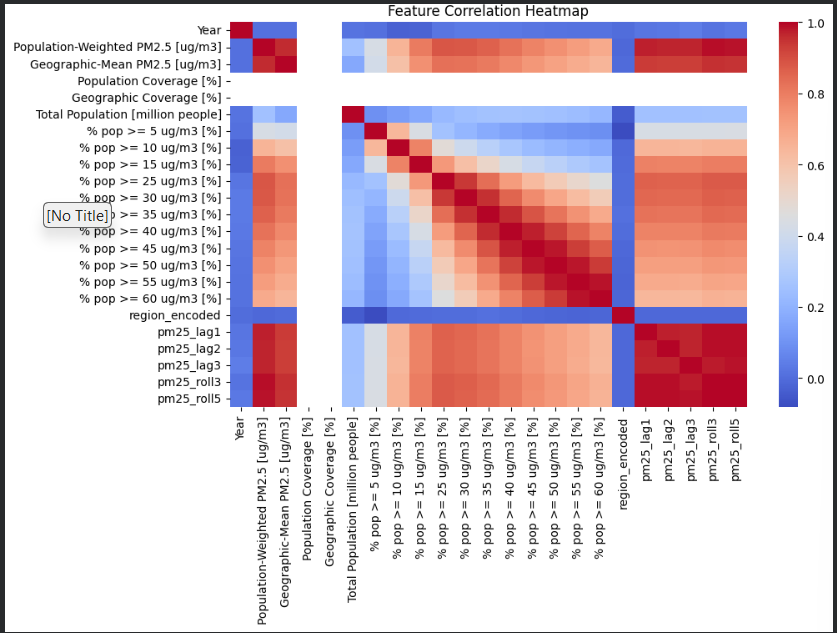 Feature Correlation Heatmap
Year
Population-Weighted PM2.5 [ug/m3]
Geographic-Mean PM2.5 [ug/m3]
Population Coverage [%]
Geographic Coverage [%]
Total Population [million people]
% pop >= 5 ug/m3 [%]
% pop >= 10 ug/m3 [%]
% pop >= 15 ug/m3 [%]
% pop >= 25 ug/m3 [%]
% pop >= 30 ug/m3 [%]
[No Title]
% pop >= 35 ug/m3 [%]
% pop >= 40 ug/m3 [%]
% pop >= 45 ug/m3 [%]
% pop >= 50 ug/m3 [%]
% pop >= 55 ug/m3 [%]
% pop >= 60 ug/m3 [%]
region_encoded
pm25_lag1
pm25_lag2
pm25_lag3
pm25_roll3
pm25_roll5
Year
Population-Weighted PM2.5 [ug/m3]
Geographic-Mean PM2.5 [ug/m3]
Population Coverage [%]
Geographic Coverage [%]
Total Population [million people]
% pop >= 5 ug/m3 [%]
% pop >= 10 ug/m3 [%]
% pop >= 15 ug/m3 [%]
% pop >= 25 ug/m3 [%]
% pop >= 30 ug/m3 [%]
% pop >= 35 ug/m3 [%]
% pop >= 40 ug/m3 [%]
% pop >= 45 ug/m3 [%]
% pop >= 50 ug/m3 [%]
% pop >= 55 ug/m3 [%]
% pop >= 60 ug/m3 [%]
region_encoded
pm25_lag1
pm25_lag2
pm25_lag3
pm25_roll3
pm25_roll5
1.0
0.8
0.6
0.4
0.2
0.0